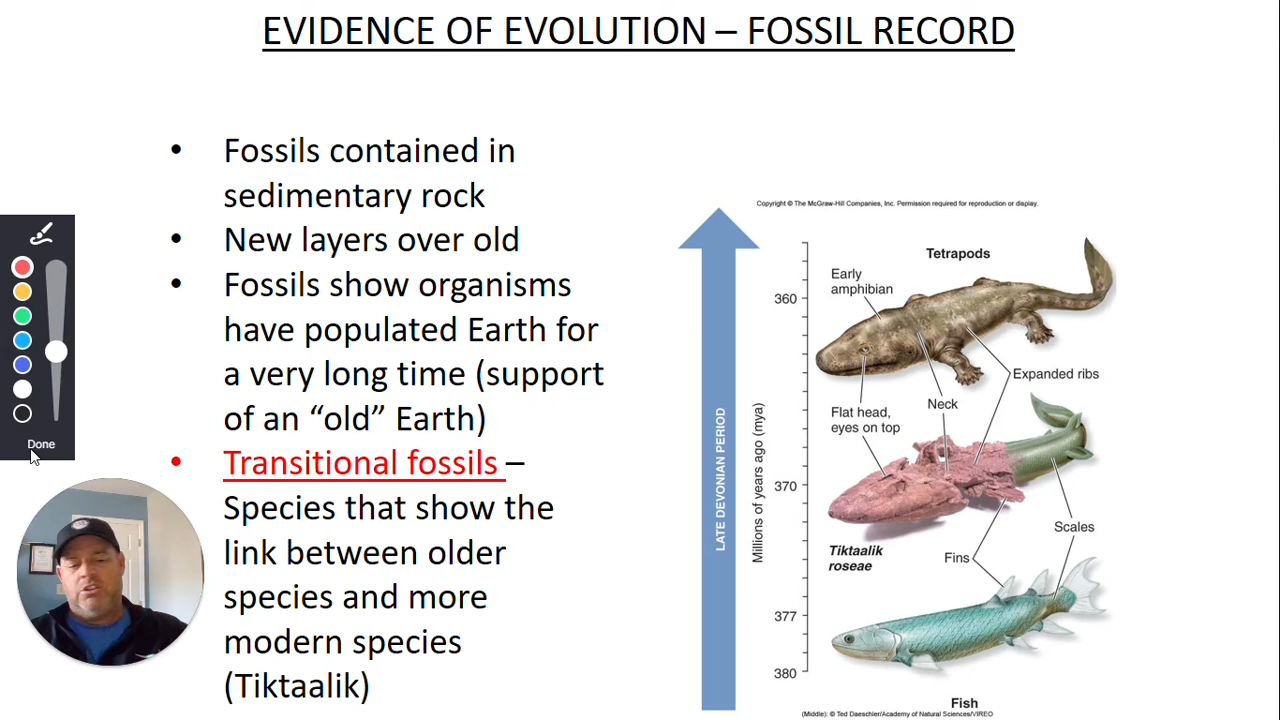 EVIDENCE OF EVOLUTION – FOSSIL RECORD
• Fossils contained in
sedimentary rock
• New layers over old
• Fossils show organisms
have populated Earth for
a very long time (support
of an “old” Earth)
• Transitional fossils –
Species that show the
link between older
species and more
modern species
(Tiktaalik)
Done
Copyright © The McGraw-Hill Companies, Inc. Permission required for reproduction or display.
Tetrapods
Early
amphibian
360
Expanded ribs
Neck
Flat head,
eyes on top
LATE DEVONIAN PERIOD
Millions of years ago (mya)
370
Scales
Tiktaalik
roseae
Fins
377
380
Fish
(Middle): © Ted Daeschler/Academy of Natural Sciences/VIREO